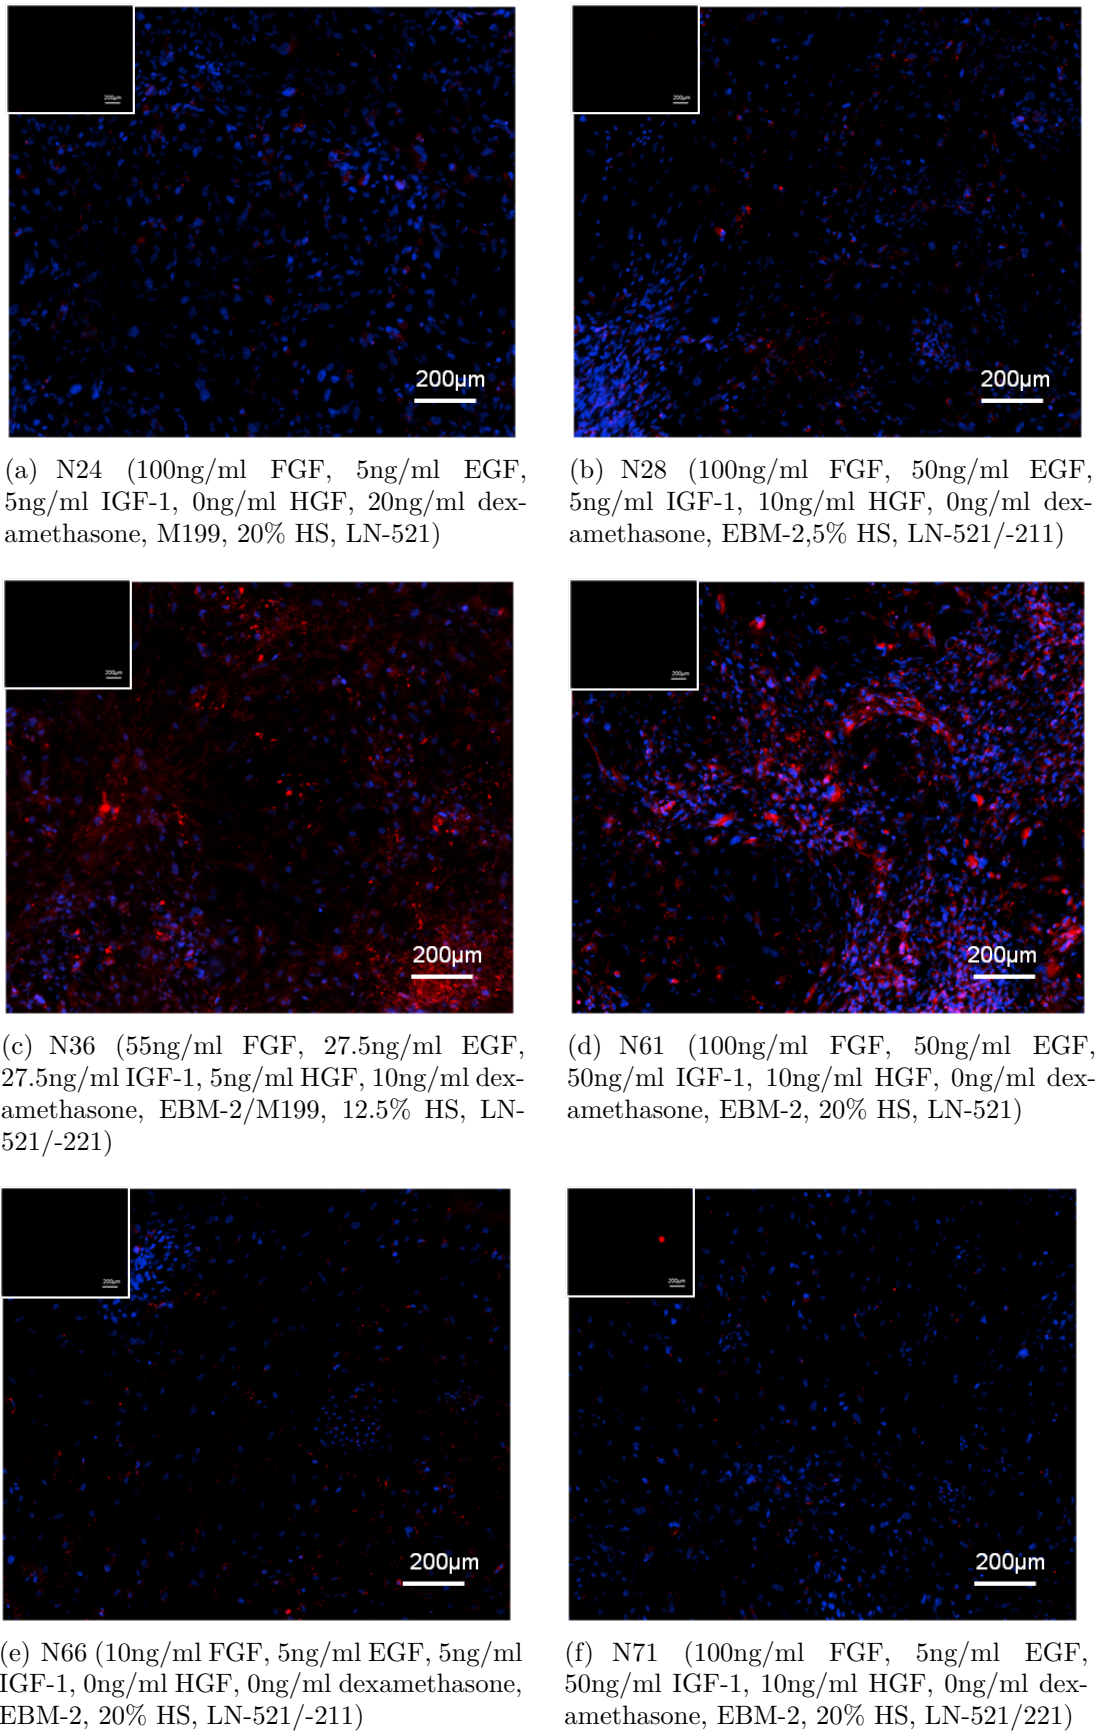 200µm
200µm
200µm
200µm
(a) N24 (100ng/ml FGF, 5ng/ml EGF,
5ng/ml IGF-1, 0ng/ml HGF, 20ng/ml dex-
amethasone, M199, 20% HS, LN-521)
(b) N28 (100ng/ml FGF, 50ng/ml EGF,
5ng/ml IGF-1, 10ng/ml HGF, 0ng/ml dex-
amethasone, EBM-2,5% HS, LN-521/-211)
200µm
200µm
200µm
200µm
(c) N36 (55ng/ml FGF, 27.5ng/ml EGF,
27.5ng/ml IGF-1, 5ng/ml HGF, 10ng/ml dex-
amethasone, EBM-2/M199, 12.5% HS, LN-
521/-221)
(d) N61 (100ng/ml FGF, 50ng/ml EGF,
50ng/ml IGF-1, 10ng/ml HGF, 0ng/ml dex-
amethasone, EBM-2, 20% HS, LN-521)
200µm
200µm
200µm
200µm
(e) N66 (10ng/ml FGF, 5ng/ml EGF, 5ng/ml
IGF-1, 0ng/ml HGF, 0ng/ml dexamethasone,
EBM-2, 20% HS, LN-521/-211)
(f) N71 (100ng/ml FGF, 5ng/ml EGF,
50ng/ml IGF-1, 10ng/ml HGF, 0ng/ml dex-
amethasone, EBM-2, 20% HS, LN-521/221)